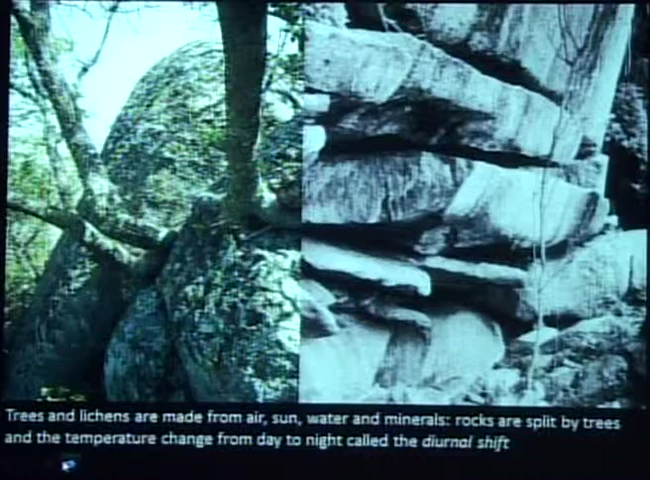 Trees and lichens are made from air, sun, water and minerals: rocks are split by trees
and the temperature change from day to night called the diurnal shift